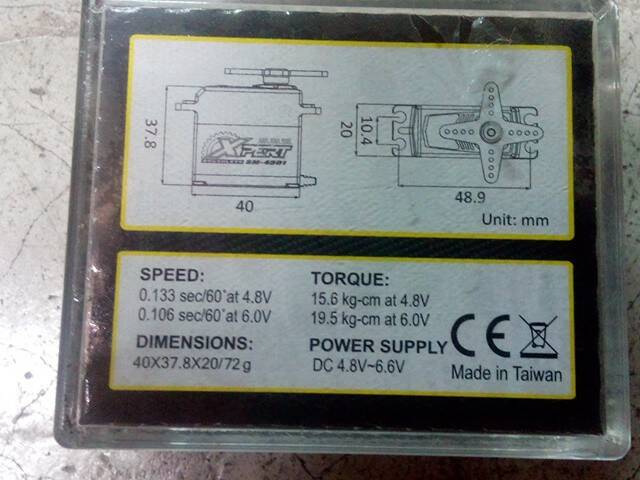 37.8
XPERT
40
20
10.4
48.9
Unit: mm
SPEED:
0.133 sec/60°at 4.8V
0.106 sec/60°at 6.0V
TORQUE:
15.6 kg-cm at 4.8V
19.5 kg-cm at 6.0V
DIMENSIONS:
40X37.8X20/72g
POWER SUPPLY
DC 4.8V~6.6V
CE
Made in Taiwan